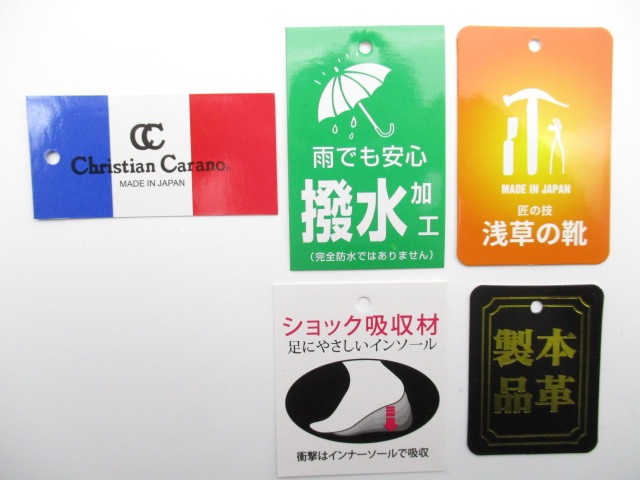 CC
Christian Carano®
MADE IN JAPAN
雨でも安心
撥水加工
(完全防水ではありません)
MADE IN JAPAN
匠の技
浅草の靴
ショック吸収材
足にやさしいインソール
衝撃はインナーソールで吸収
本革
製品